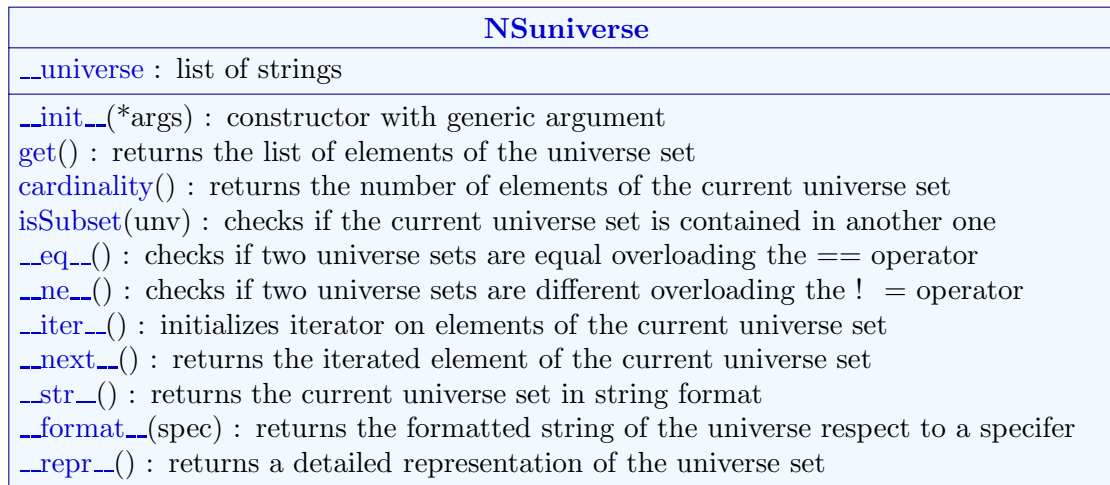 NSuniverse
__universe : list of strings
__init__(*args) : constructor with generic argument
get() : returns the list of elements of the universe set
cardinality() : returns the number of elements of the current universe set
isSubset(unv) : checks if the current universe set is contained in another one
__eq__() : checks if two universe sets are equal overloading the == operator
__ne__() : checks if two universe sets are different overloading the ! = operator
__iter__() : initializes iterator on elements of the current universe set
__next__() : returns the iterated element of the current universe set
__str_() : returns the current universe set in string format
__format__(spec) : returns the formatted string of the universe respect to a specifer
__repr__() : returns a detailed representation of the universe set